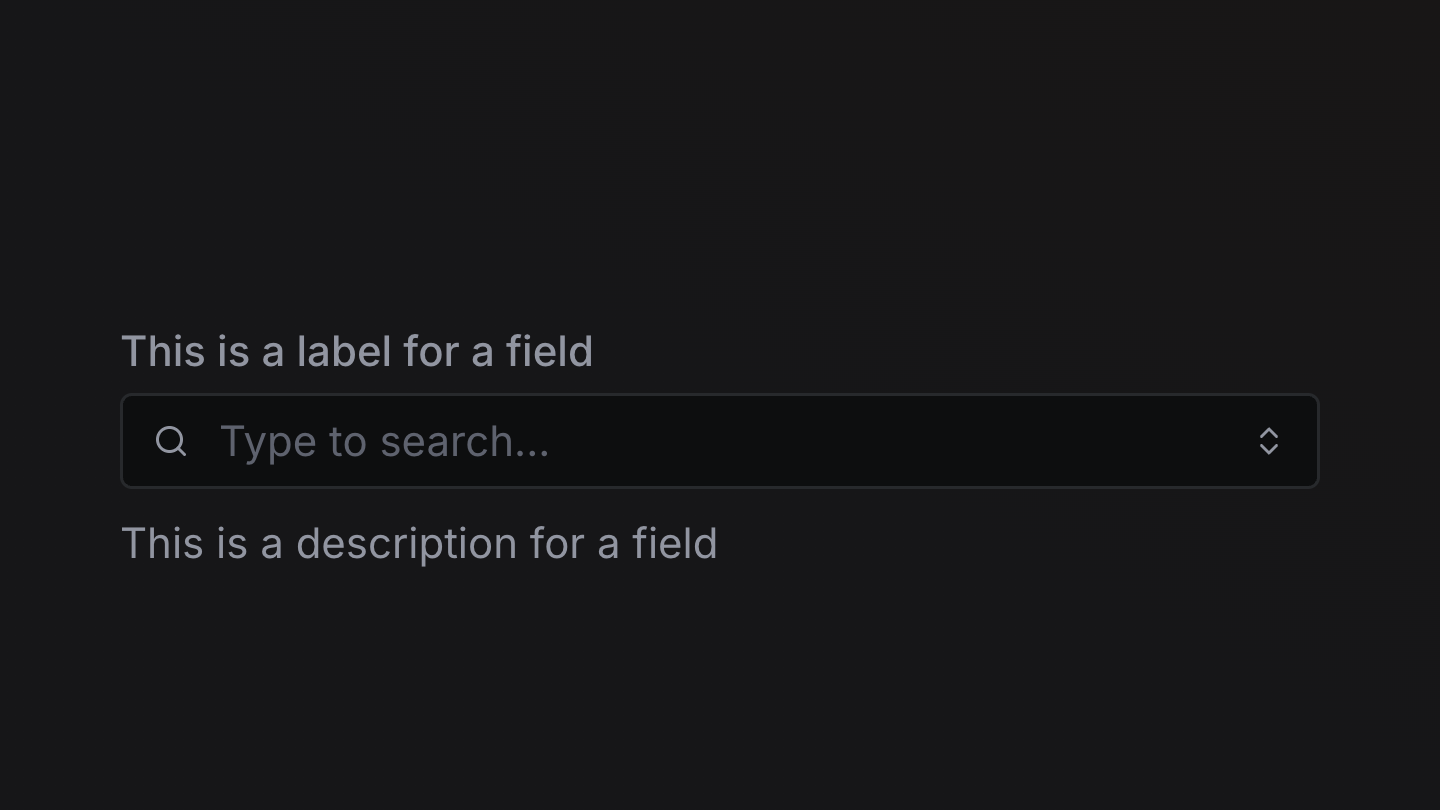 This is a label for a field
Type to search...
This is a description for a field